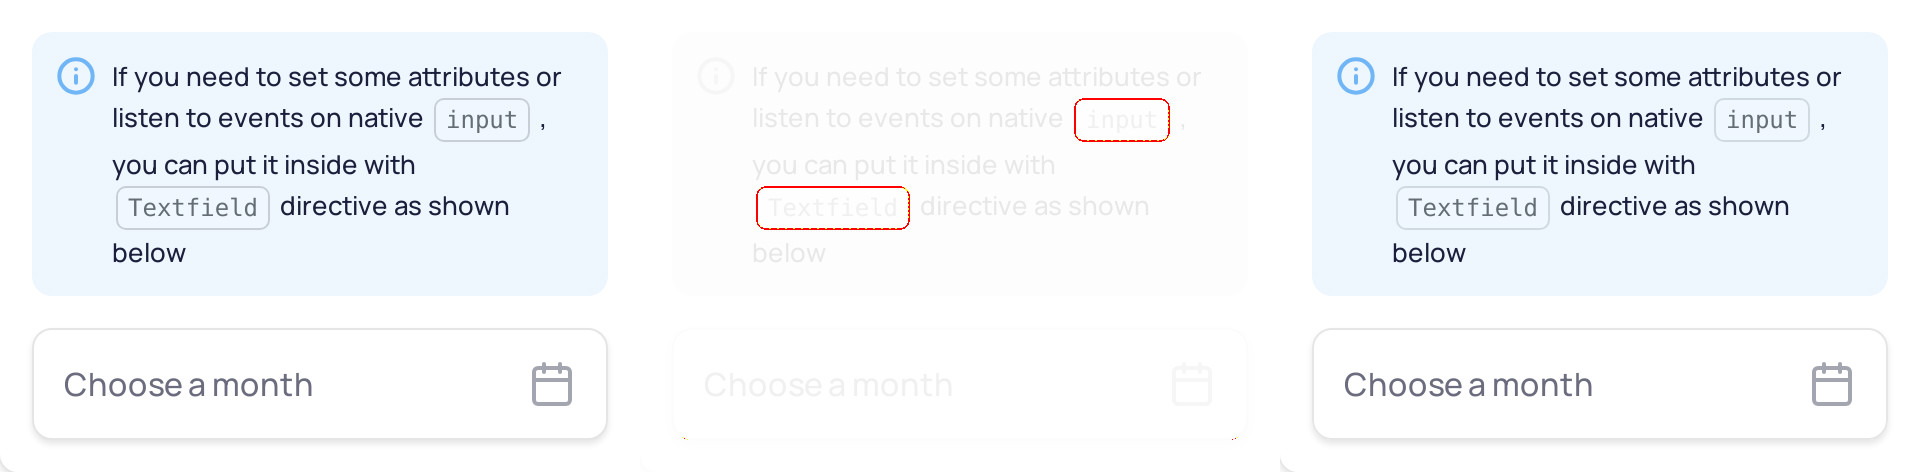 If you need to set some attributes or
listen to events on native input ,
you can put it inside with
Textfield directive as shown
below
Choose a month
If you need to set some attributes or
listen to events on native input ,
you can put it inside with
Textfield directive as shown
below
Choose a month
If you need to set some attributes or
listen to events on native input ,
you can put it inside with
Textfield directive as shown
below
Choose a month